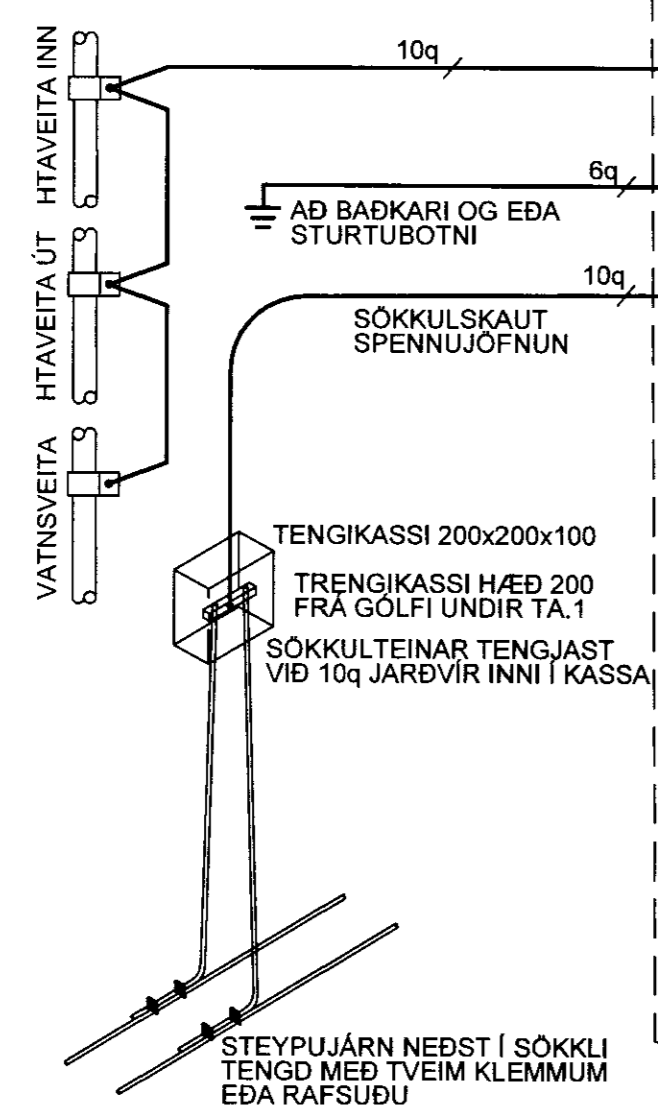 HTAVEITA INN
10q
6q
AÐ BAÐKARI OG EÐA
STURTUBOTNI
HTAVEITA ÚT
10q
SÖKKULSKAUT
SPENNUJÖFNUN
VATNSVEITA
TENGIKASSI 200x200x100
TRENGIKASSI HÆÐ 200
FRÁ GÓLFI UNDIR TA.1
SÖKKULTEINAR TENGJAST
VIÐ 10q JARÐVÍR INNI Í KASSA
STEYPUJÁRN NEÐST Í SÖKKLI
TENGD MEÐ TVEIM KLEMMUM
EÐA RAFSUÐU